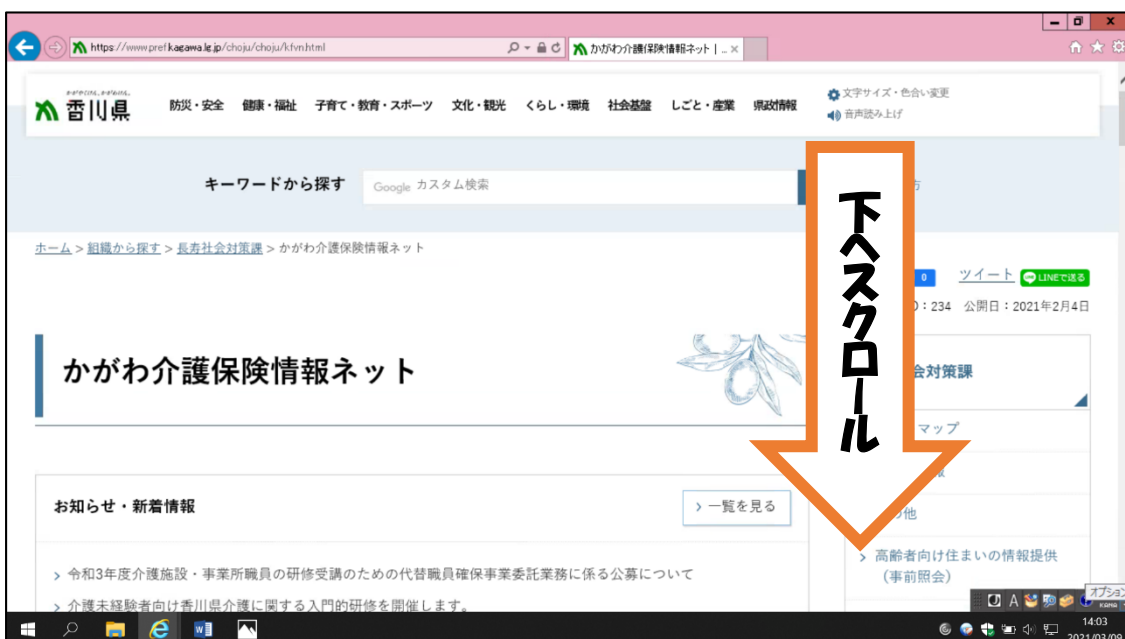 https://www.pref.kagawa.lg.jp/choju/choju/kfvn.html
かがわ介護保険情報ネット | ...
香川県
防災・安全 健康・福祉 子育て・教育・スポーツ 文化・観光 くらし・環境 社会基盤 しごと・産業 県政情報
文字サイズ・色合い変更
音声読み上げ
キーワードから探す
Google カスタム検索
方
ホーム > 組織から探す > 長寿社会対策課 > かがわ介護保険情報ネット
0 ツイート LINEで送る
:234 公開日:2021年2月4日
かがわ介護保険情報ネット
会対策課
マップ
の他
高齢者向け住まいの情報提供
(事前照会)
お知らせ・新着情報
一覧を見る
令和3年度介護施設・事業所職員の研修受講のための代替職員確保事業委託業務に係る公募について
介護未経験者向け香川県介護に関する入門的研修を開催します。
下へスクロール
オプション
A
KANA
14:03
2021/03/09